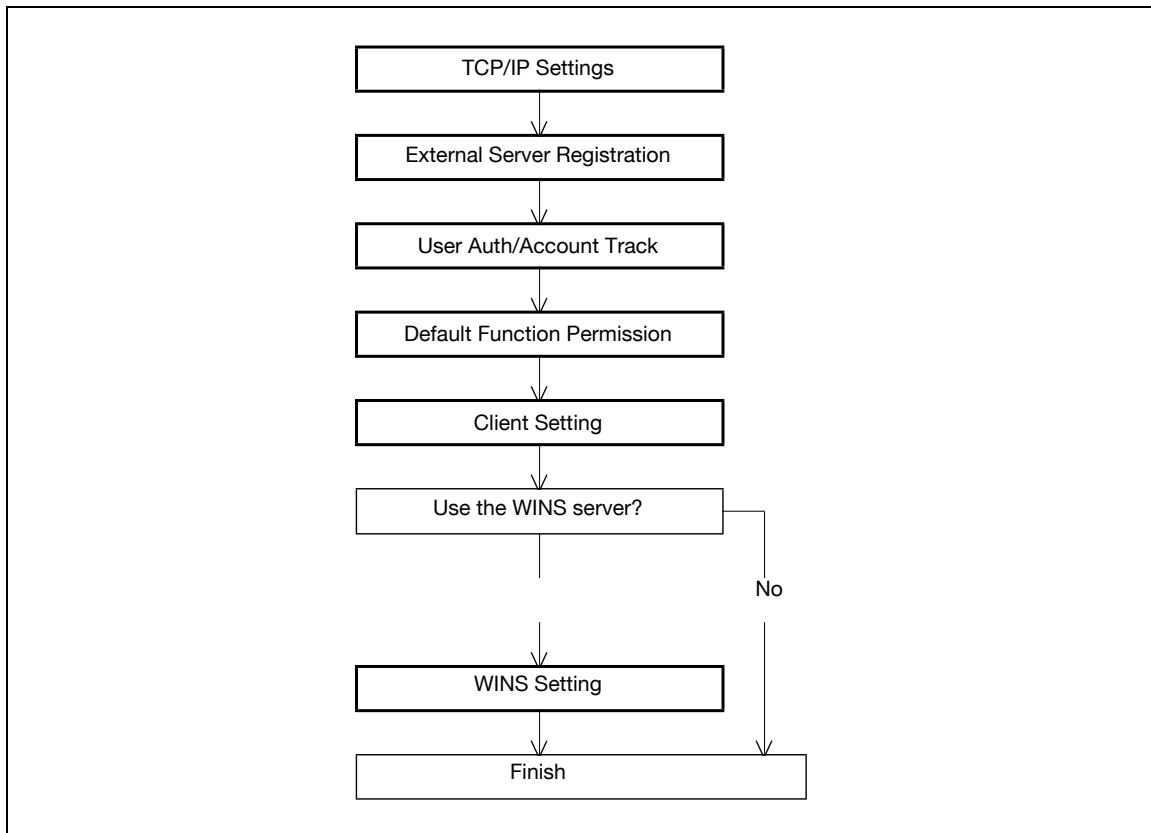 TCP/IP Settings
External Server Registration
User Auth/Account Track
Default Function Permission
Client Setting
Use the WINS server?
No
WINS Setting
Finish